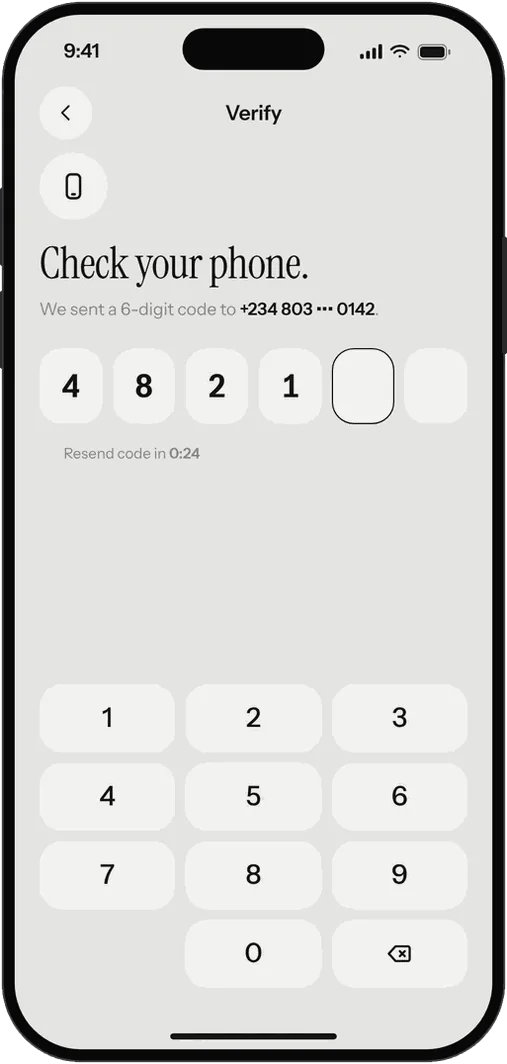 9:41
Verify
Check your phone.
We sent a 6-digit code to +234 803 ••• 0142.
4 8 2 1
Resend code in 0:24
1 2 3
4 5 6
7 8 9
0